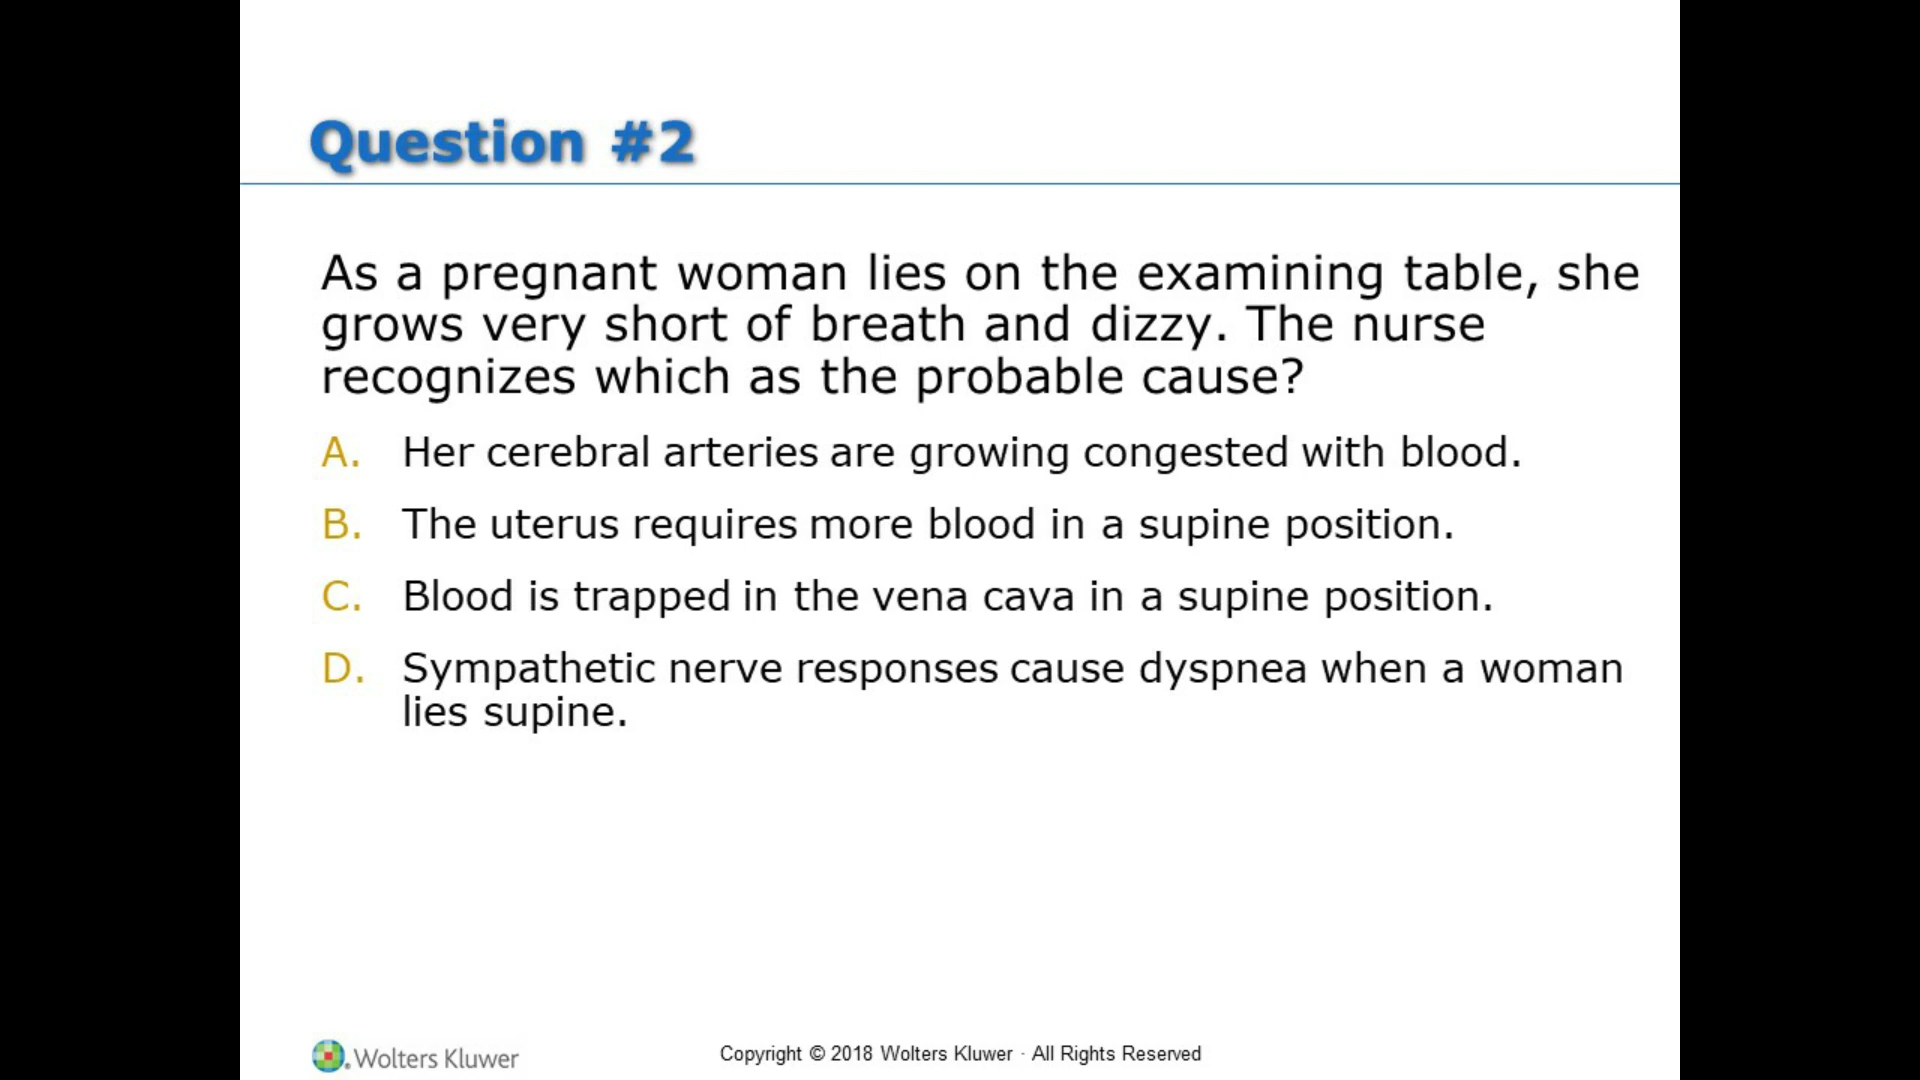 Question #2
As a pregnant woman lies on the examining table, she
grows very short of breath and dizzy. The nurse
recognizes which as the probable cause?
A. Her cerebral arteries are growing congested with blood.
B. The uterus requires more blood in a supine position.
C. Blood is trapped in the vena cava in a supine position.
D. Sympathetic nerve responses cause dyspnea when a woman
lies supine.
Wolters Kluwer
Copyright © 2018 Wolters Kluwer · All Rights Reserved